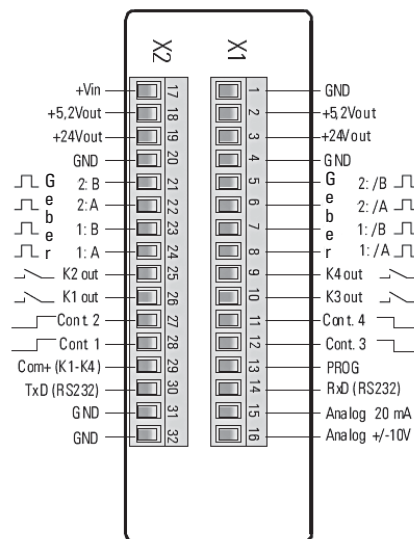 X2 X1
+Vin 17 1 GND
+5,2Vout 18 2 +5,2Vout
+24Vout 19 3 +24Vout
GND 20 4 GND
2: B 21 5 2: /B
2: A 22 6 2: /A
1: B 23 7 1: /B
1: A 24 8 1: /A
Geber Geber
K2 out 25 9 K4 out
K1 out 26 10 K3 out
Cont. 2 27 11 Cont. 4
Cont. 1 28 12 Cont. 3
Com+ (K1-K4) 29 13 PROG
TxD (RS232) 30 14 RxD (RS232)
GND 31 15 Analog 20 mA
GND 32 16 Analog +/-10V